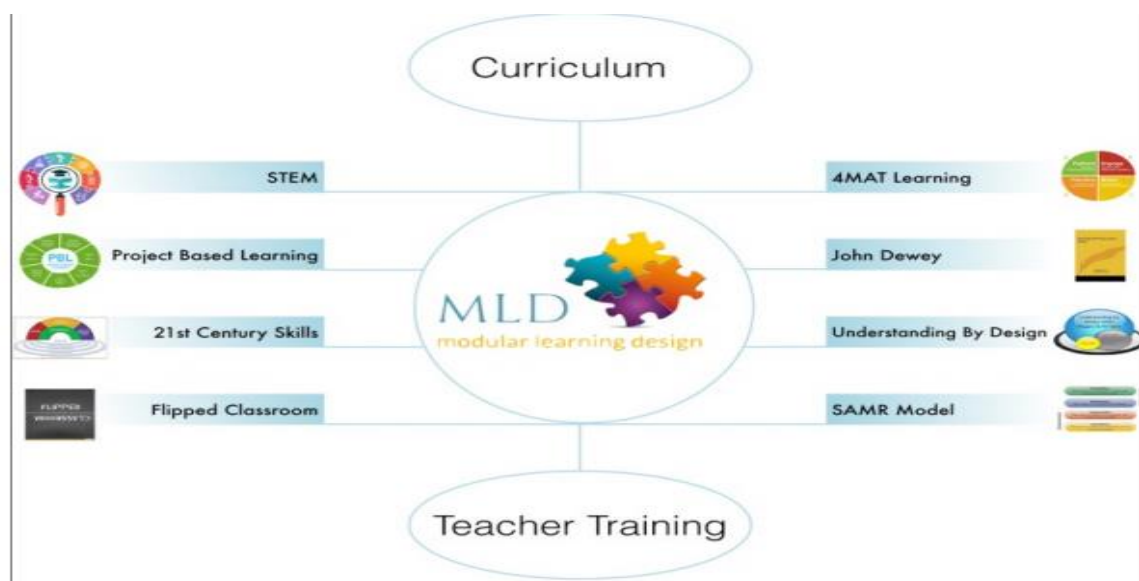 Curriculum
STEM
4MAT Learning
Project Based Learning
PBL
John Dewey
MLD
modular learning design
21st Century Skills
Understanding By Design
Flipped Classroom
SAMR Model
Teacher Training